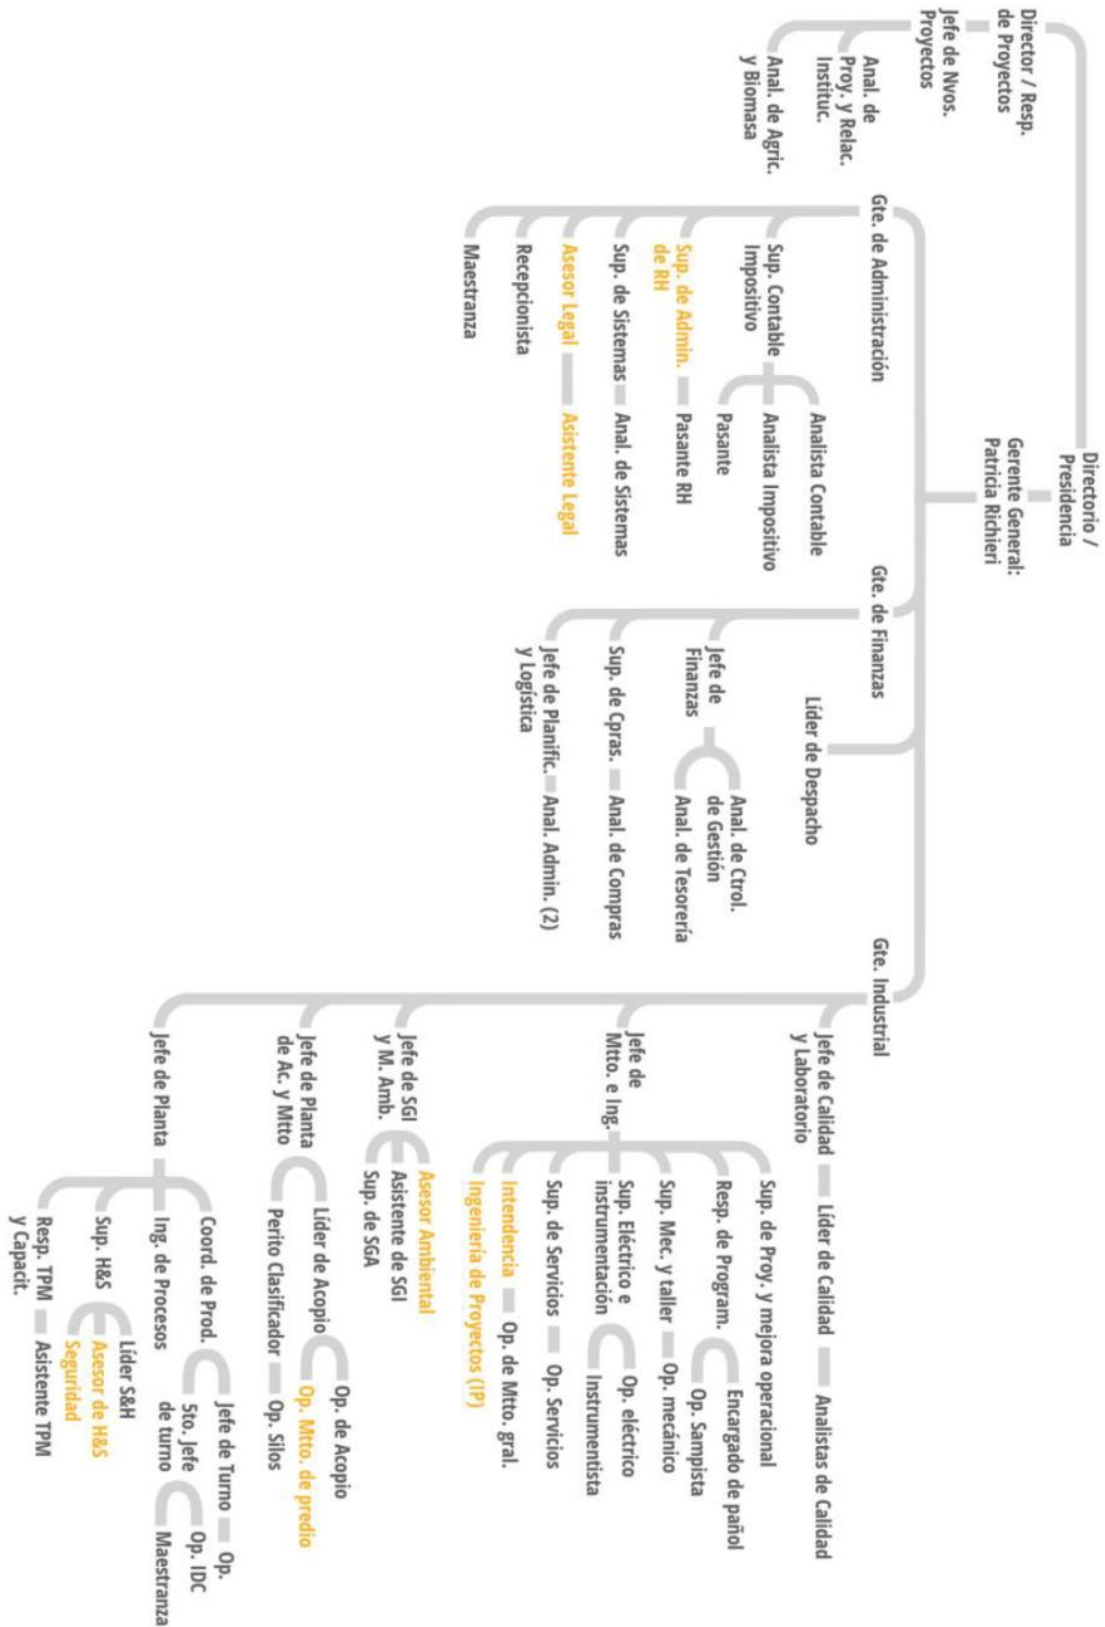 Directorio /
Presidencia
Gerente General:
Patricia Richieri
Director / Resp.
de Proyectos
Jefe de Nvos.
Proyectos
Anal. de
Proy. y Relac.
Instituc.
Anal. de Agric.
y Biomasa
Gte. de Administración
Sup. Contable
Impositivo
Analista Contable
Analista Impositivo
Pasante
Sup. de Admin.
de RH
Pasante RH
Sup. de Sistemas
Anal. de Sistemas
Asesor Legal
Asistente Legal
Recepcionista
Maestranza
Gte. de Finanzas
Jefe de
Finanzas
Anal. de Ctrol.
de Gestión
Anal. de Tesorería
Sup. de Cpras.
Anal. de Compras
Jefe de Planific.
y Logística
Anal. Admin. (2)
Líder de Despacho
Gte. Industrial
Jefe de Calidad
y Laboratorio
Líder de Calidad
Analistas de Calidad
Jefe de
Mtto. e Ing.
Sup. de Proy. y mejora operacional
Resp. de Program.
Encargado de pañol
Op. Sampista
Sup. Mec. y taller
Op. mecánico
Sup. Eléctrico e
instrumentación
Op. eléctrico
Instrumentista
Sup. de Servicios
Op. Servicios
Intendencia
Op. de Mtto. gral.
Ingeniería de Proyectos (IP)
Jefe de SGI
y M. Amb.
Asesor Ambiental
Asistente de SGI
Sup. de SGA
Jefe de Planta
de Ac. y Mtto
Líder de Acopio
Op. de Acopio
Op. Mtto. de predio
Perito Clasificador
Op. Silos
Jefe de Planta
Coord. de Prod.
Jefe de Turno
Op.
Sto. Jefe
de turno
Op. IDC
Maestranza
Ing. de Procesos
Sup. H&S
Líder S&H
Asesor de H&S
Seguridad
Resp. TPM
y Capacit.
Asistente TPM